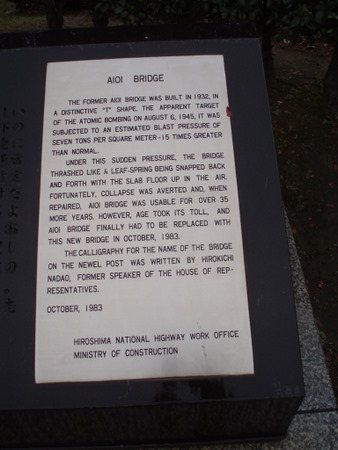 AIOI BRIDGE
THE FORMER AIOI BRIDGE WAS BUILT IN 1932, IN
A DISTINCTIVE "T" SHAPE. THE APPARENT TARGET
OF THE ATOMIC BOMBING ON AUGUST 6, 1945, IT WAS
SUBJECTED TO AN ESTIMATED BLAST PRESSURE OF
SEVEN TONS PER SQUARE METER-15 TIMES GREATER
THAN NORMAL.
UNDER THIS SUDDEN PRESSURE, THE BRIDGE
THRASHED LIKE A LEAF-SPRING BEING SNAPPED BACK
AND FORTH WITH THE SLAB FLOOR UP IN THE AIR.
FORTUNATELY, COLLAPSE WAS AVERTED AND, WHEN
REPAIRED, AIOI BRIDGE WAS USABLE FOR OVER 35
MORE YEARS. HOWEVER, AGE TOOK ITS TOLL, AND
AIOI BRIDGE FINALLY HAD TO BE REPLACED WITH
THIS NEW BRIDGE IN OCTOBER, 1983.
THE CALLIGRAPHY FOR THE NAME OF THE BRIDGE
ON THE NEWEL POST WAS WRITTEN BY HIROKICHI
NADAO, FORMER SPEAKER OF THE HOUSE OF REP-
RESENTATIVES.
OCTOBER, 1983
HIROSHIMA NATIONAL HIGHWAY WORK OFFICE
MINISTRY OF CONSTRUCTION